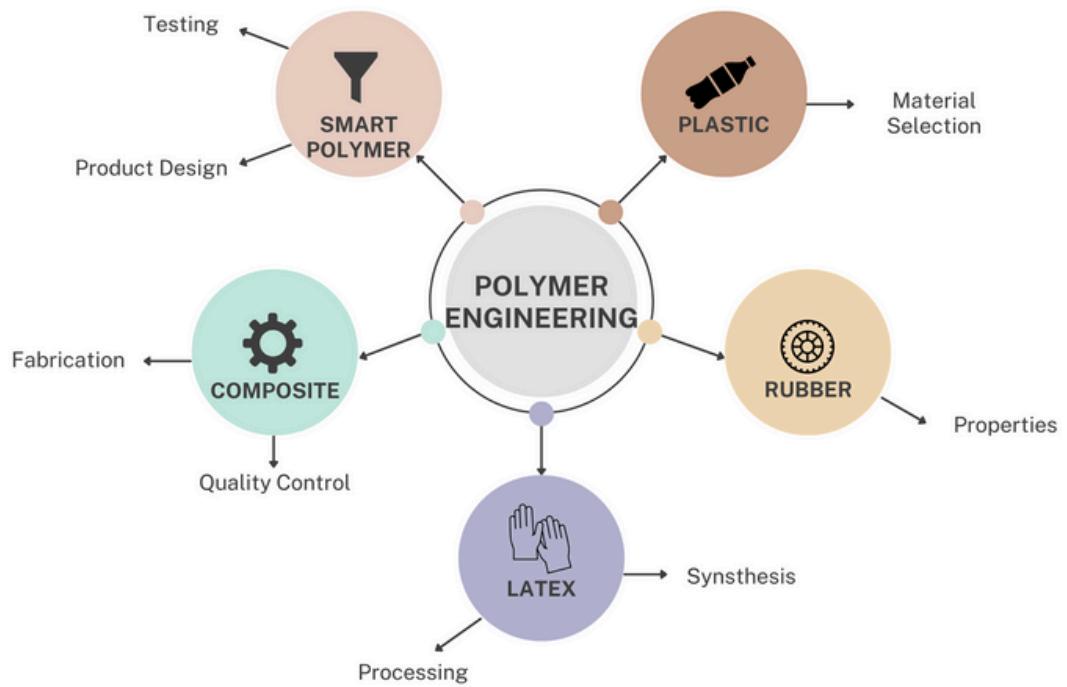 Testing
SMART
POLYMER
Product Design
PLASTIC
Material
Selection
POLYMER
ENGINEERING
Fabrication
COMPOSITE
Quality Control
RUBBER
Properties
LATEX
Synsthesis
Processing